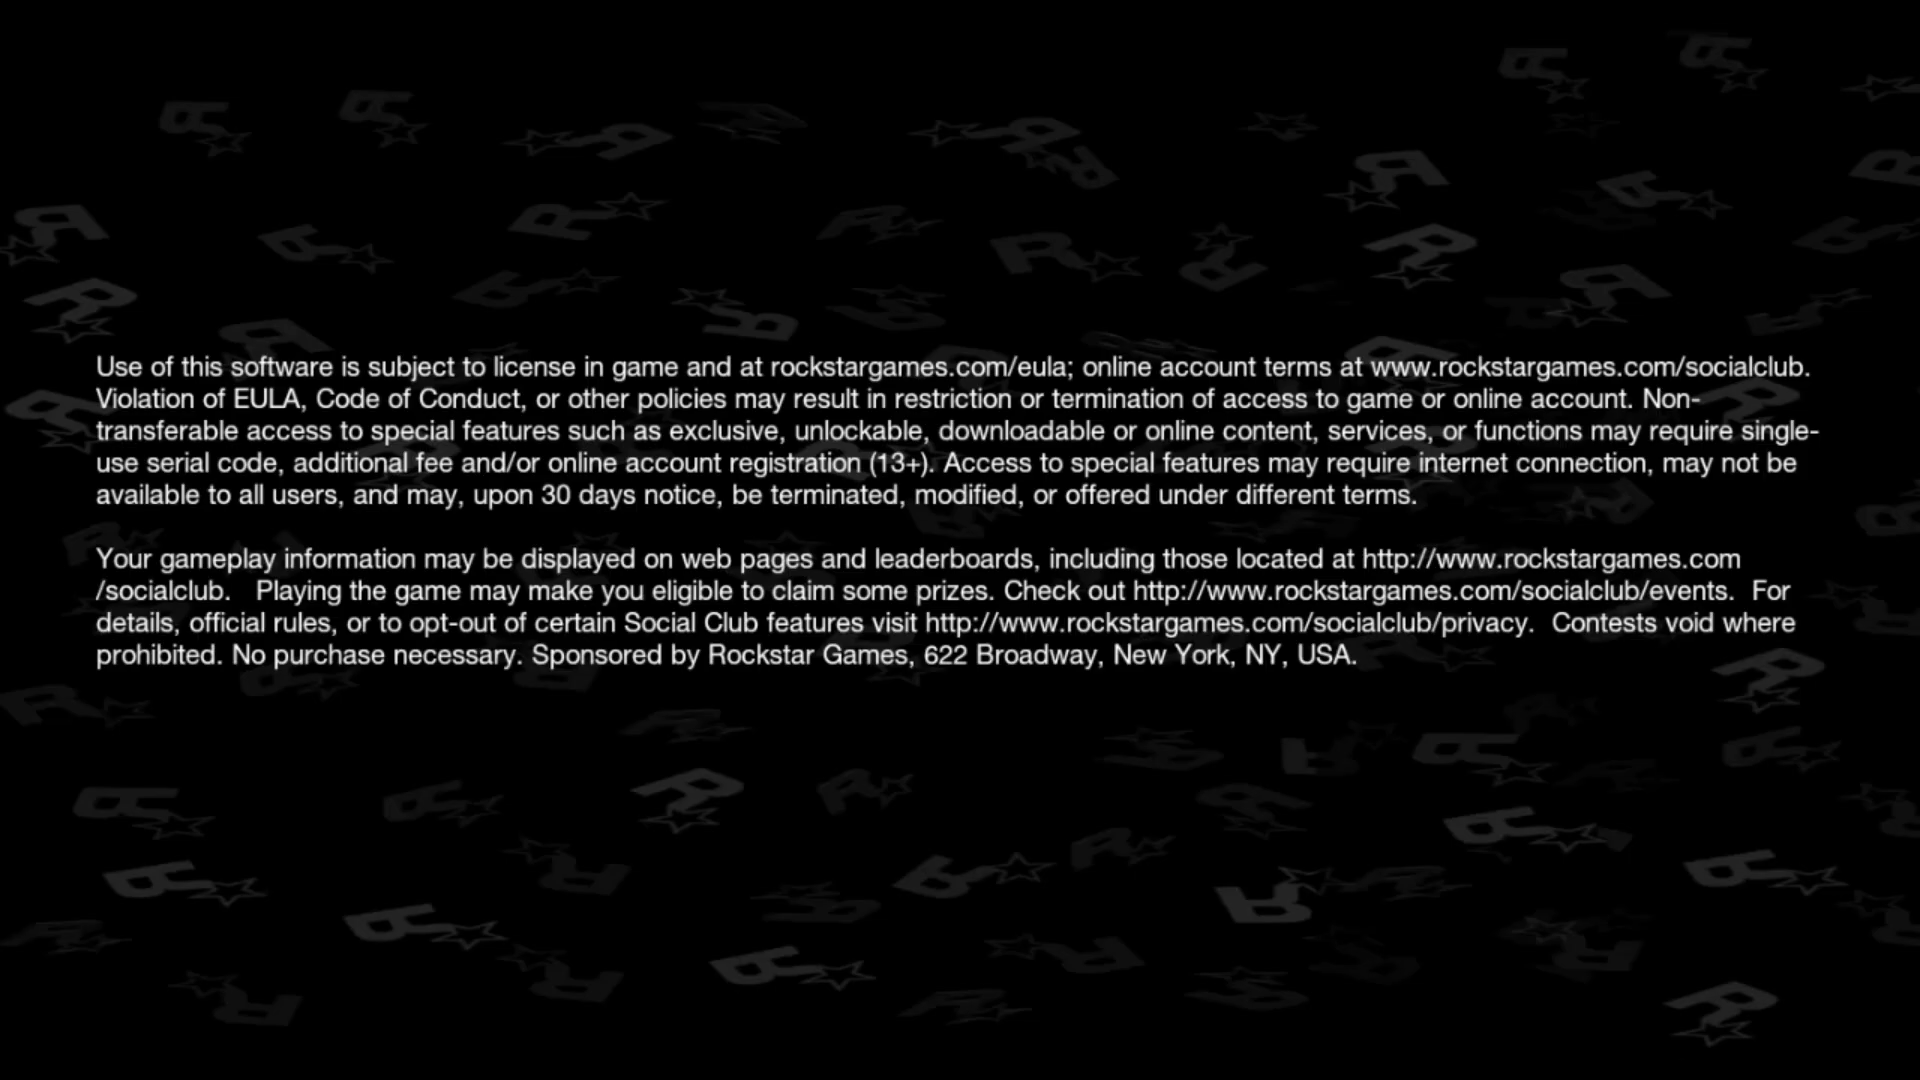 Use of this software is subject to license in game and at rockstargames.com/eula; online account terms at www.rockstargames.com/socialclub.
Violation of EULA, Code of Conduct, or other policies may result in restriction or termination of access to game or online account. Non-
transferable access to special features such as exclusive, unlockable, downloadable or online content, services, or functions may require single-
use serial code, additional fee and/or online account registration (13+). Access to special features may require internet connection, may not be
available to all users, and may, upon 30 days notice, be terminated, modified, or offered under different terms.

Your gameplay information may be displayed on web pages and leaderboards, including those located at http://www.rockstargames.com
/socialclub.   Playing the game may make you eligible to claim some prizes. Check out http://www.rockstargames.com/socialclub/events.  For
details, official rules, or to opt-out of certain Social Club features visit http://www.rockstargames.com/socialclub/privacy.  Contests void where
prohibited. No purchase necessary. Sponsored by Rockstar Games, 622 Broadway, New York, NY, USA.